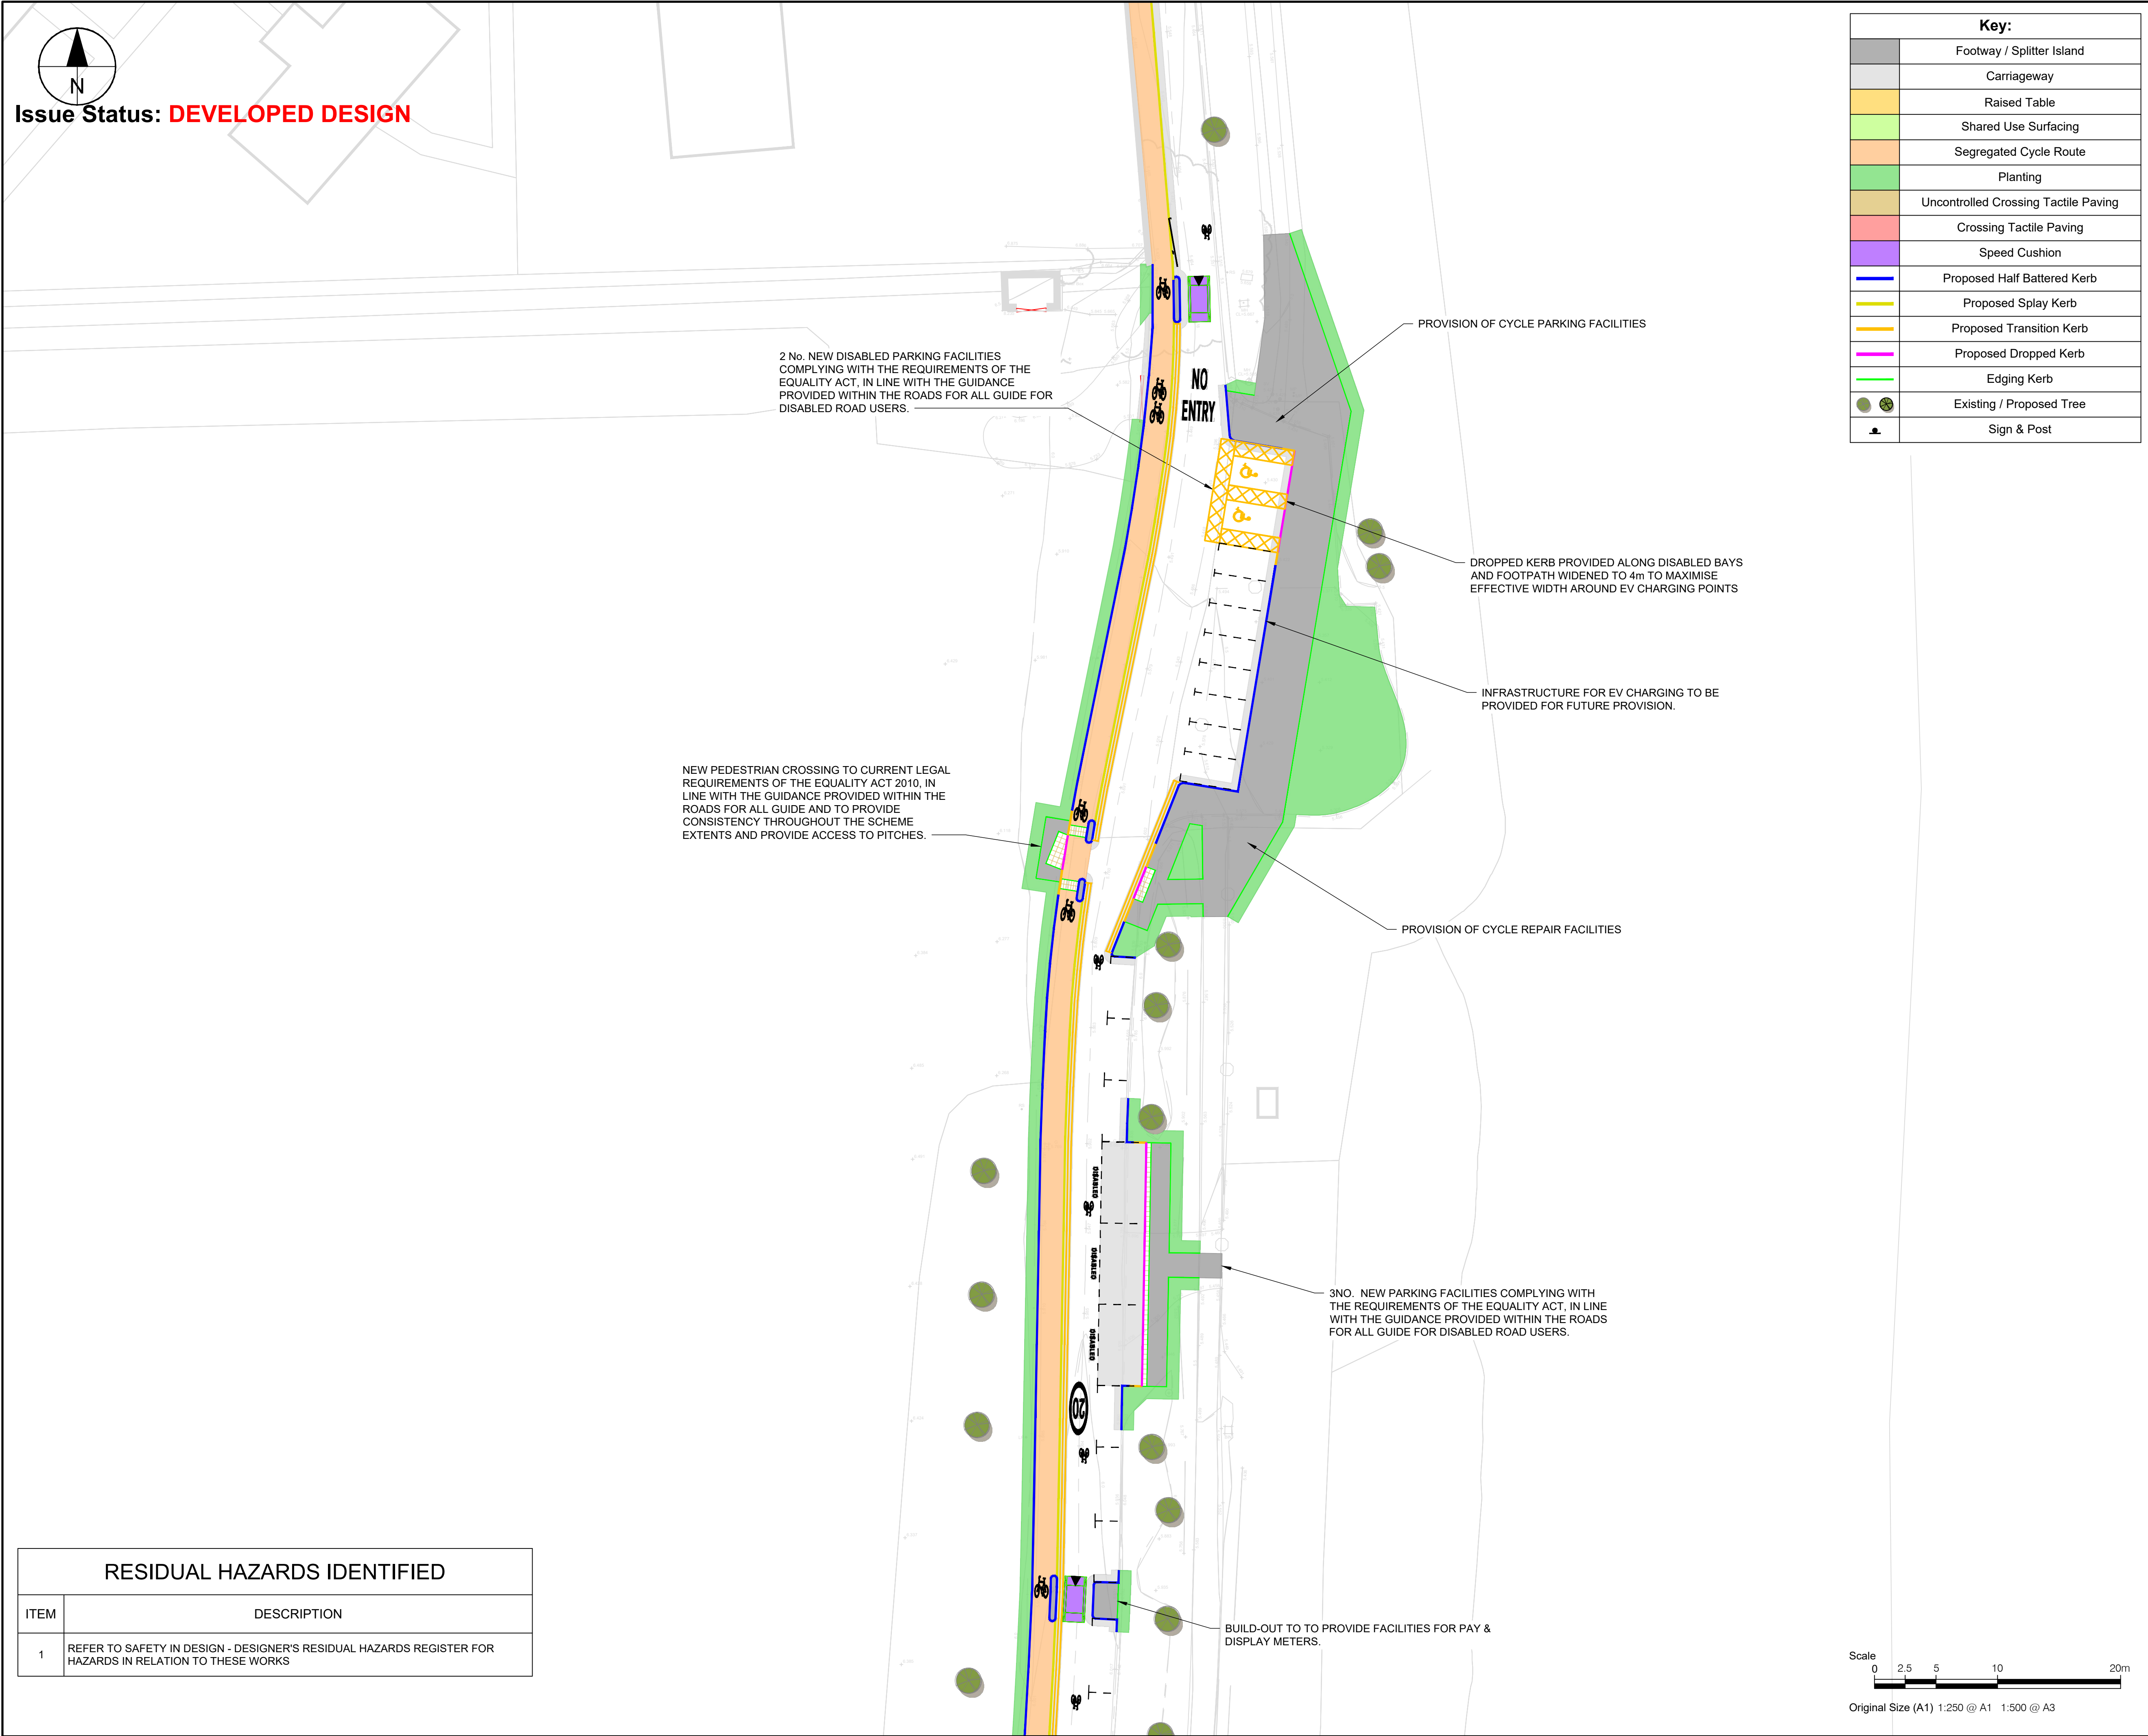 N
Issue Status: DEVELOPED DESIGN
Key:
Footway / Splitter Island
Carriageway
Raised Table
Shared Use Surfacing
Segregated Cycle Route
Planting
Uncontrolled Crossing Tactile Paving
Crossing Tactile Paving
Speed Cushion
Proposed Half Battered Kerb
Proposed Splay Kerb
Proposed Transition Kerb
Proposed Dropped Kerb
Edging Kerb
Existing / Proposed Tree
Sign & Post
PROVISION OF CYCLE PARKING FACILITIES
2 No. NEW DISABLED PARKING FACILITIES
COMPLYING WITH THE REQUIREMENTS OF THE
EQUALITY ACT, IN LINE WITH THE GUIDANCE
PROVIDED WITHIN THE ROADS FOR ALL GUIDE FOR
DISABLED ROAD USERS.
NO
ENTRY
DROPPED KERB PROVIDED ALONG DISABLED BAYS
AND FOOTPATH WIDENED TO 4m TO MAXIMISE
EFFECTIVE WIDTH AROUND EV CHARGING POINTS
INFRASTRUCTURE FOR EV CHARGING TO BE
PROVIDED FOR FUTURE PROVISION.
NEW PEDESTRIAN CROSSING TO CURRENT LEGAL
REQUIREMENTS OF THE EQUALITY ACT 2010, IN
LINE WITH THE GUIDANCE PROVIDED WITHIN THE
ROADS FOR ALL GUIDE AND TO PROVIDE
CONSISTENCY THROUGHOUT THE SCHEME
EXTENTS AND PROVIDE ACCESS TO PITCHES.
PROVISION OF CYCLE REPAIR FACILITIES
DISABLED
DISABLED
DISABLED
3NO. NEW PARKING FACILITIES COMPLYING WITH
THE REQUIREMENTS OF THE EQUALITY ACT, IN LINE
WITH THE GUIDANCE PROVIDED WITHIN THE ROADS
FOR ALL GUIDE FOR DISABLED ROAD USERS.
20
BUILD-OUT TO TO PROVIDE FACILITIES FOR PAY &
DISPLAY METERS.
RESIDUAL HAZARDS IDENTIFIED
ITEM DESCRIPTION
1 REFER TO SAFETY IN DESIGN - DESIGNER'S RESIDUAL HAZARDS REGISTER FOR
HAZARDS IN RELATION TO THESE WORKS
Scale
0 2.5 5 10 20m
Original Size (A1) 1:250 @ A1 1:500 @ A3